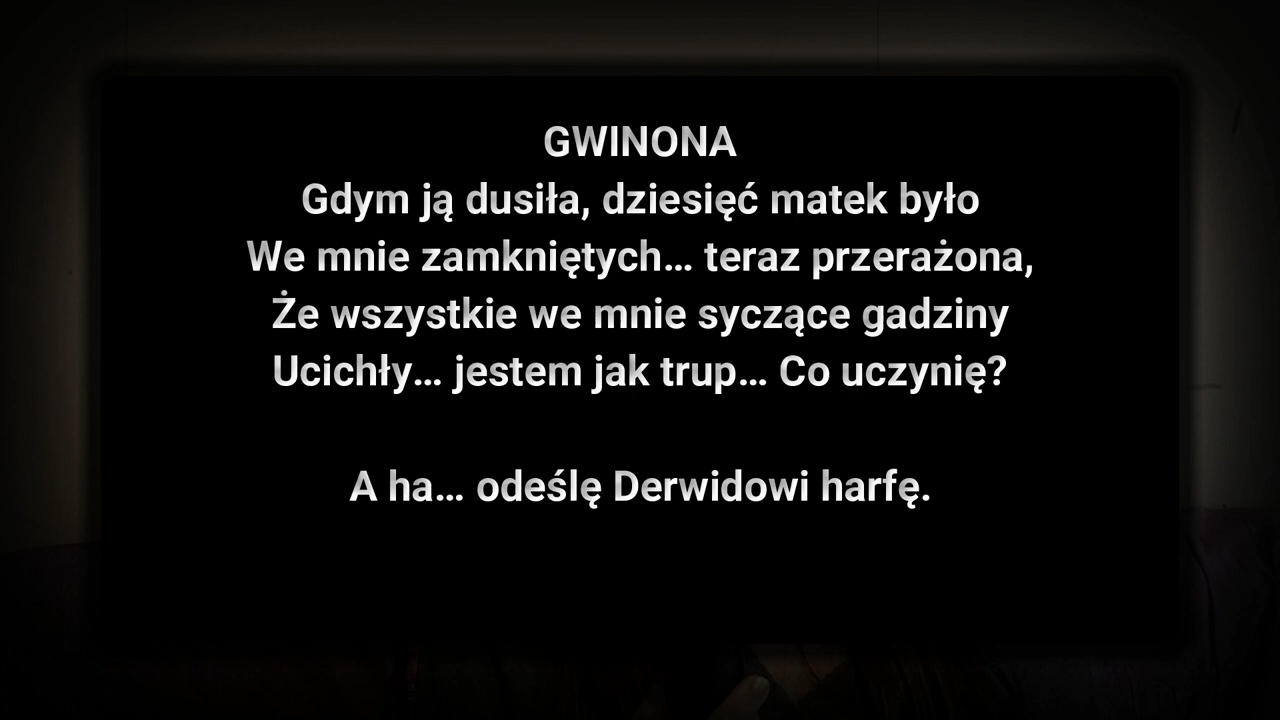 GWINONA
Gdym ją dusiła, dziesięć matek było
We mnie zamkniętych… teraz przerażona,
Że wszystkie we mnie syczące gadziny
Ucichły… jestem jak trup… Co uczynię?
A ha… odeślę Derwidowi harfę.